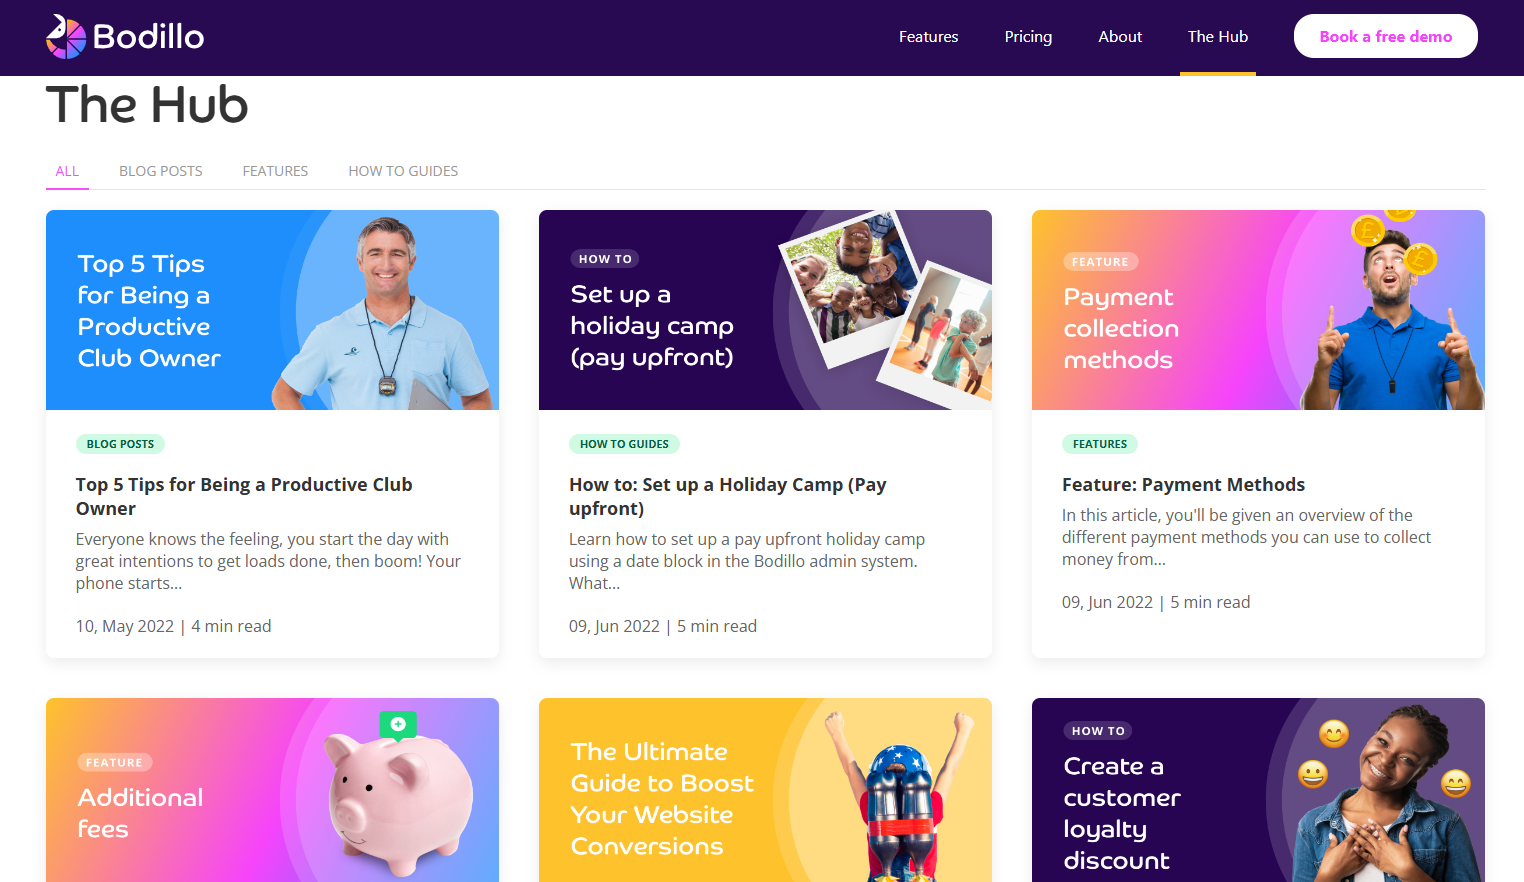 Bodillo
Features
Pricing
About
The Hub
Book a free demo
The Hub
ALL
BLOG POSTS
FEATURES
HOW TO GUIDES
Top 5 Tips
for Being a
Productive
Club Owner
BLOG POSTS
Top 5 Tips for Being a Productive Club
Owner
Everyone knows the feeling, you start the day with
great intentions to get loads done, then boom! Your
phone starts...
10, May 2022 | 4 min read
HOW TO
Set up a
holiday camp
(pay upfront)
HOW TO GUIDES
How to: Set up a Holiday Camp (Pay
upfront)
Learn how to set up a pay upfront holiday camp
using a date block in the Bodillo admin system.
What...
09, Jun 2022 | 5 min read
FEATURE
Payment
collection
methods
FEATURES
Feature: Payment Methods
In this article, you'll be given an overview of the
different payment methods you can use to collect
money from...
09, Jun 2022 | 5 min read
FEATURE
Additional
fees
The Ultimate
Guide to Boost
Your Website
Conversions
HOW TO
Create a
customer
loyalty
discount